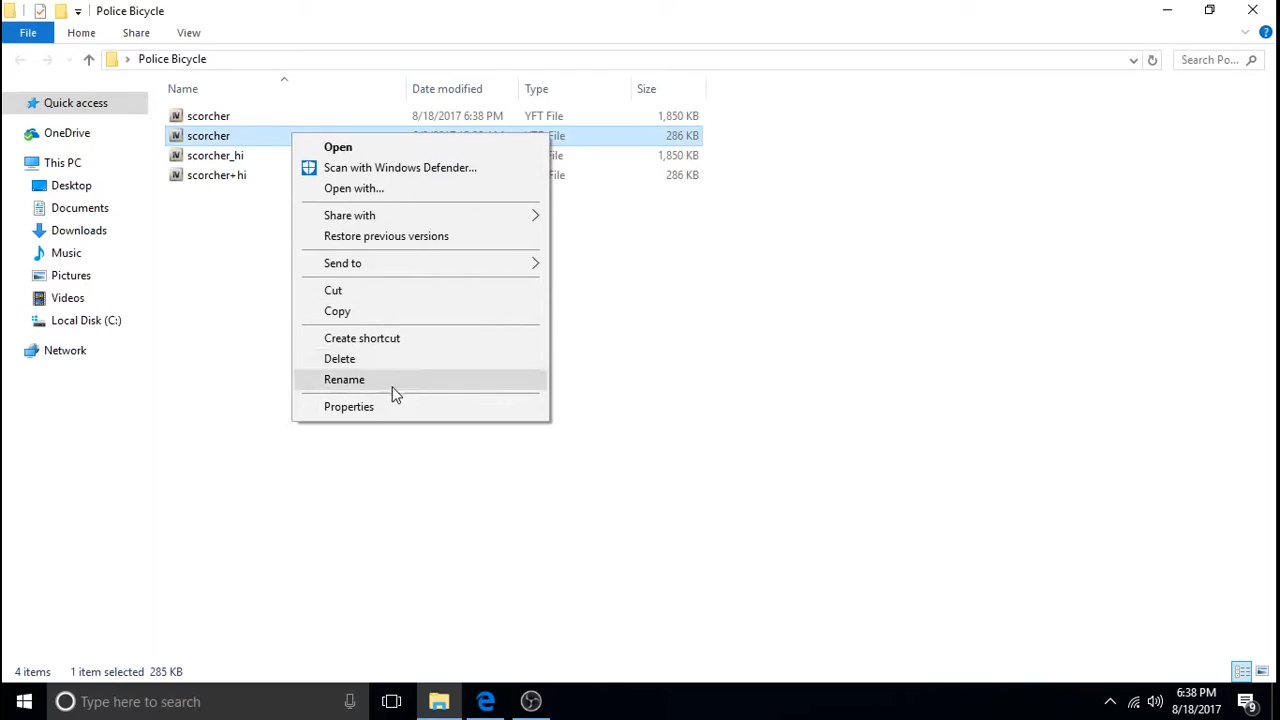 Police Bicycle
File Home Share View
Police Bicycle Search Po...
Name Date modified Type Size
Quick access
OneDrive
This PC
Desktop
Documents
Downloads
Music
Pictures
Videos
Local Disk (C:)
Network
scorcher 8/18/2017 6:38 PM YFT File 1,850 KB
scorcher File 286 KB
scorcher_hi File 1,850 KB
scorcher+hi File 286 KB
Open
Scan with Windows Defender...
Open with...
Share with
Restore previous versions
Send to
Cut
Copy
Create shortcut
Delete
Rename
Properties
4 items 1 item selected 285 KB
Type here to search
6:38 PM
8/18/2017
9